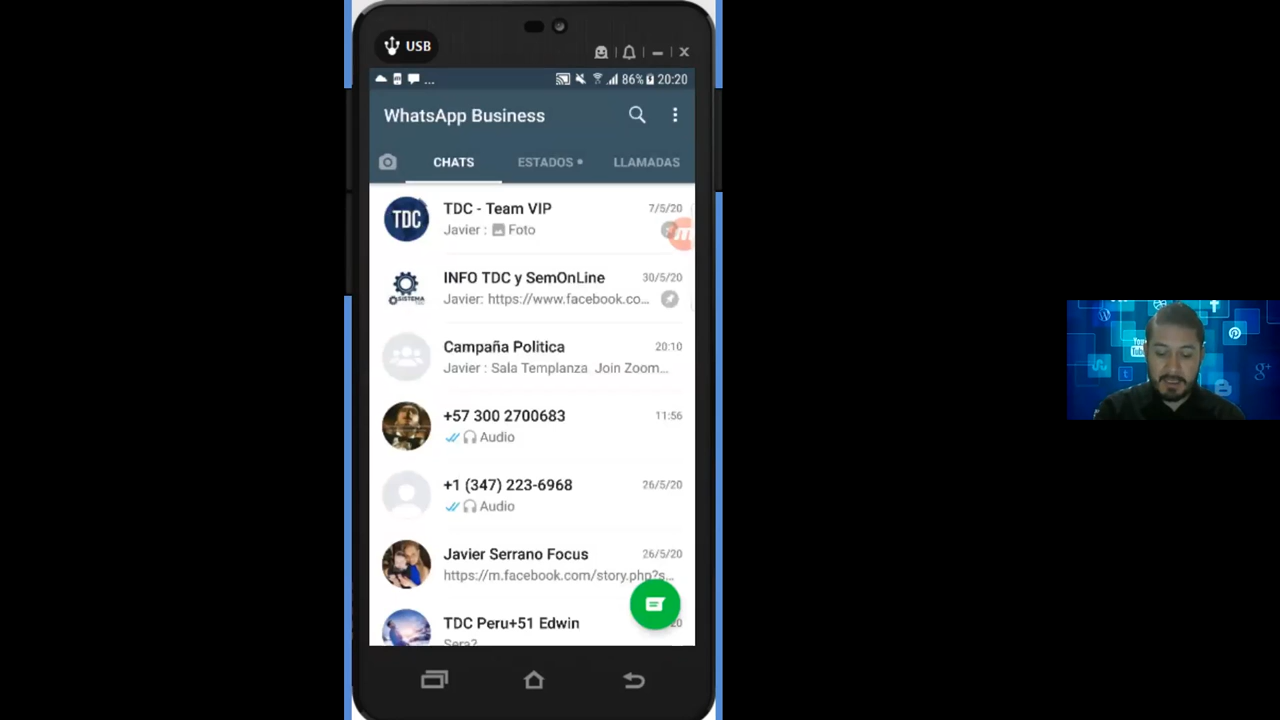 USB
... 86% 20:20
WhatsApp Business
CHATS ESTADOS • LLAMADAS
TDC
TDC - Team VIP 7/5/20
Javier : Foto
INFO TDC y SemOnLine 30/5/20
SISTEMA
Javier: https://www.facebook.co...
Campaña Politica 20:10
Javier : Sala Templanza Join Zoom...
+57 300 2700683 11:56
Audio
+1 (347) 223-6968 26/5/20
Audio
Javier Serrano Focus 26/5/20
https://m.facebook.com/story.php?s...
TDC Peru+51 Edwin 20
Sera?